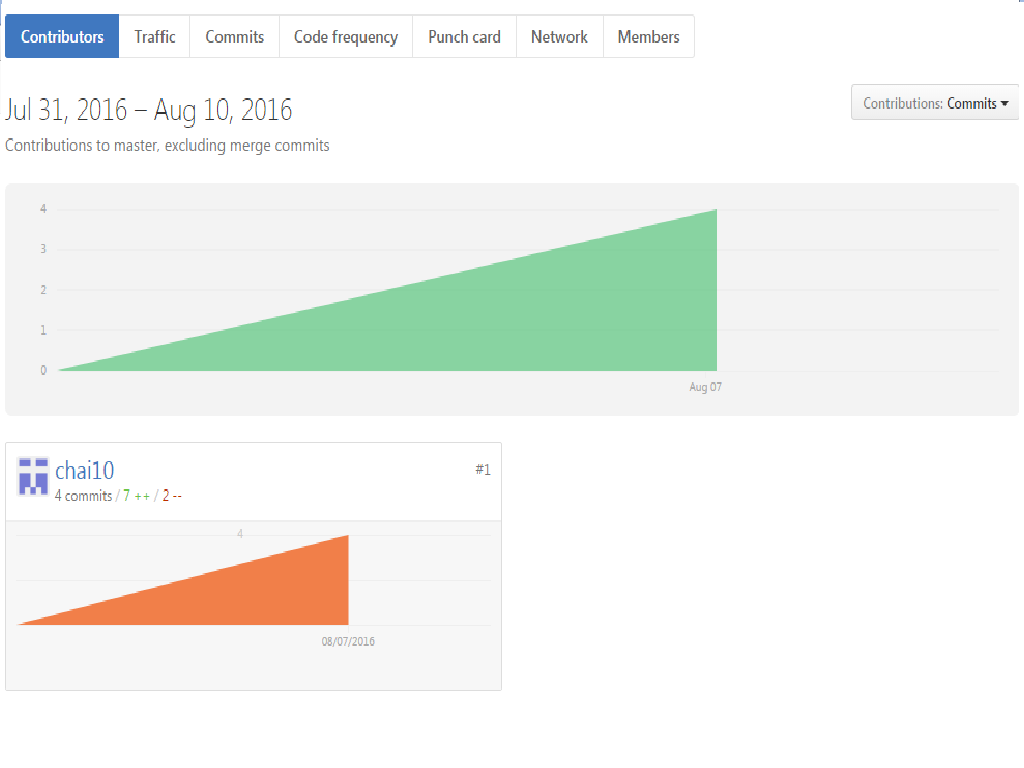 Contributors Traffic Commits Code frequency Punch card Network Members
Jul 31, 2016 – Aug 10, 2016
Contributions: Commits
Contributions to master, excluding merge commits
4
3
2
1
0
Aug 07
chai10
#1
4 commits / 7 ++ / 2 --
4
08/07/2016